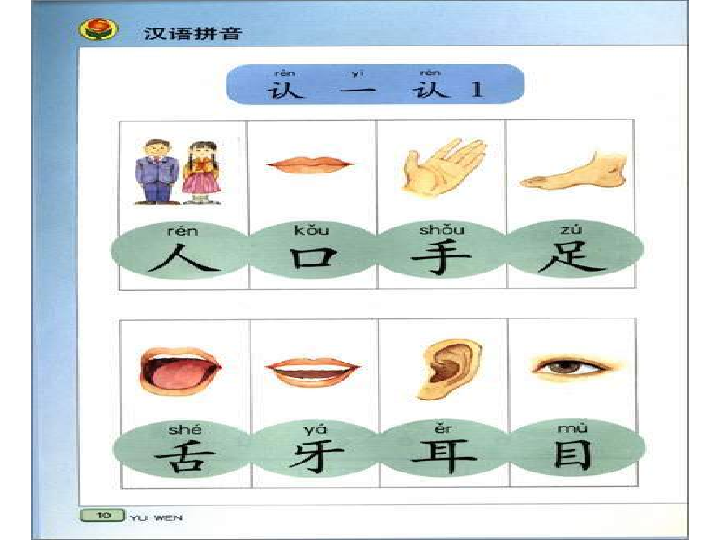 汉语拼音
rèn yī rèn
认 一 认 1
rén kǒu shǒu zú
人 口 手 足
shé yá ěr mù
舌 牙 耳 目
10 YU WEN